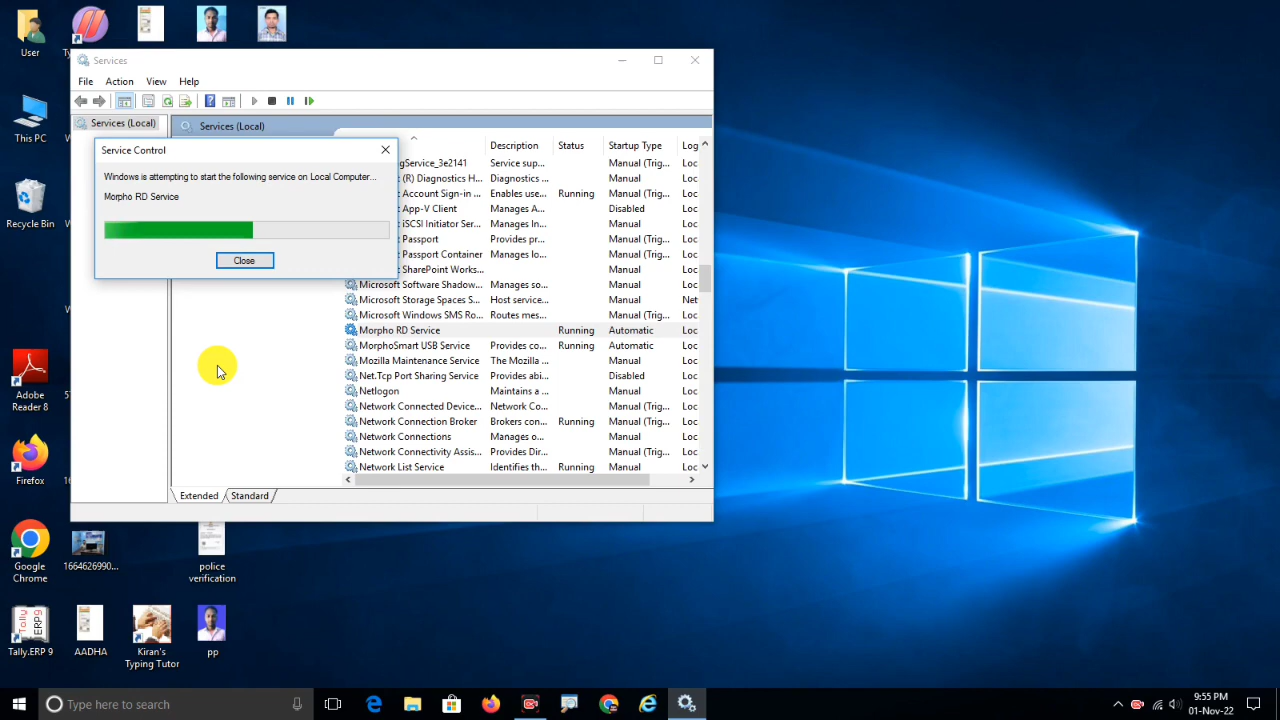 User
Ty
This PC
W
Recycle Bin
W
W
Adobe
Reader 8
Firefox
Google
Chrome
1664626990...
police
verification
Tally.ERP 9
AADHA
Kiran's
Typing Tutor
pp
Services
File Action View Help
Services (Local)
Services (Local)
Description Status Startup Type Log
gService_3e2141 Service sup... Manual (Trig... Loc
(R) Diagnostics H... Diagnostics ... Manual Loc
Account Sign-in ... Enables use... Running Manual (Trig... Loc
App-V Client Manages A... Disabled Loc
iSCSI Initiator Ser... Manages In... Manual Loc
Passport Provides pr... Manual (Trig... Loc
Passport Container Manages lo... Manual (Trig... Loc
SharePoint Works... Manual Loc
Microsoft Software Shadow... Manages so... Manual Loc
Microsoft Storage Spaces S... Host service... Manual Net
Microsoft Windows SMS Ro... Routes mes... Manual (Trig... Loc
Morpho RD Service Running Automatic Loc
MorphoSmart USB Service Provides co... Running Automatic Loc
Mozilla Maintenance Service The Mozilla ... Manual Loc
Net.Tcp Port Sharing Service Provides abi... Disabled Loc
Netlogon Maintains a ... Manual Loc
Network Connected Device... Network Co... Manual (Trig... Loc
Network Connection Broker Brokers con... Running Manual (Trig... Loc
Network Connections Manages o... Manual Loc
Network Connectivity Assis... Provides Dir... Manual (Trig... Loc
Network List Service Identifies th... Running Manual Loc
Extended Standard
Service Control
Windows is attempting to start the following service on Local Computer...
Morpho RD Service
Close
Type here to search
9:55 PM
01-Nov-22